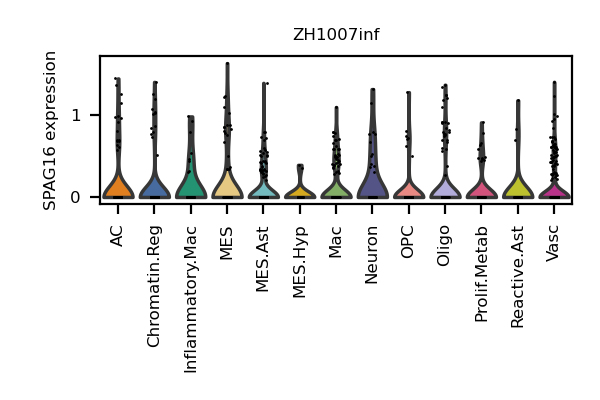 ZH1007inf
SPAG16 expression
1
0
AC
Chromatin.Reg
Inflammatory.Mac
MES
MES.Ast
MES.Hyp
Mac
Neuron
OPC
Oligo
Prolif.Metab
Reactive.Ast
Vasc